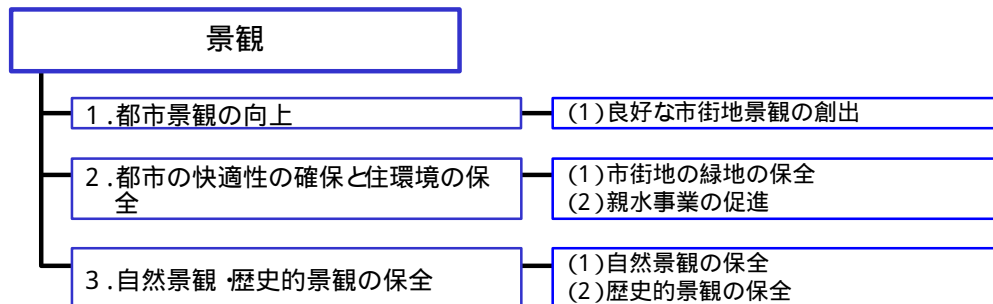 景観
1.都市景観の向上
(1)良好な市街地景観の創出
2.都市の快適性の確保と住環境の保
全
(1)市街地の緑地の保全
(2)親水事業の促進
3.自然景観・歴史的景観の保全
(1)自然景観の保全
(2)歴史的景観の保全